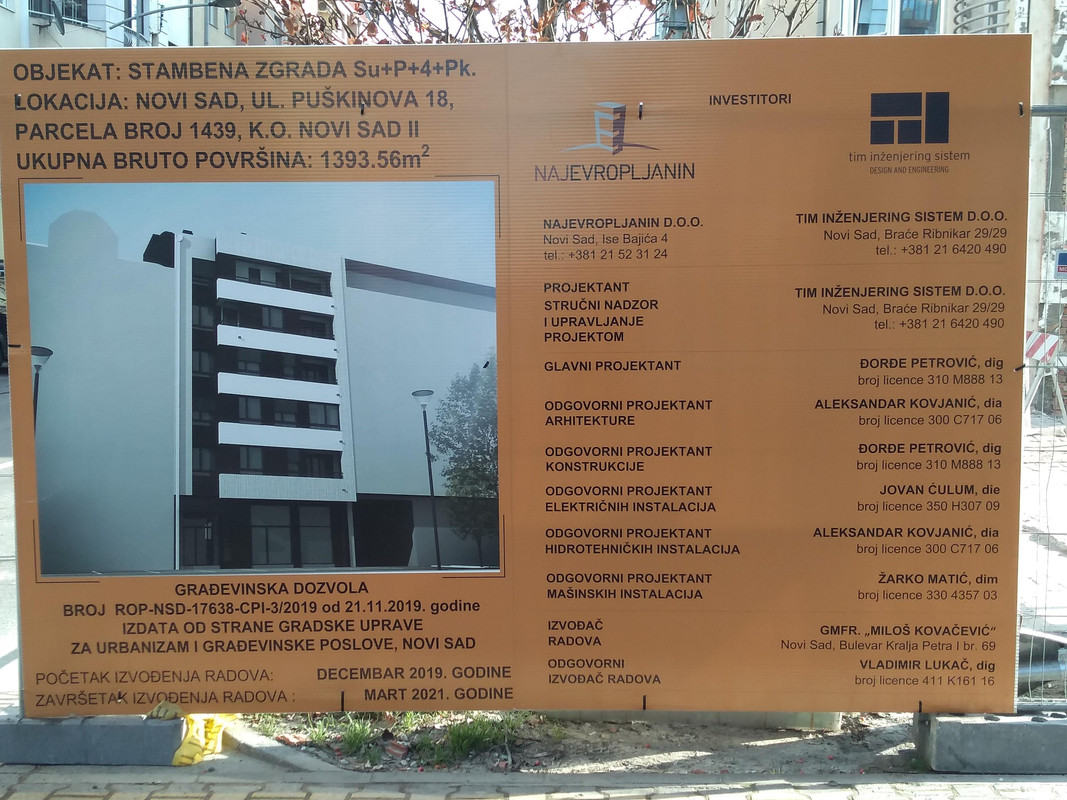 OBJEKAT: STAMBENA ZGRADA Su+P+4+Pk.
LOKACIJA: NOVI SAD, UL. PUŠKINOVA 18,
PARCELA BROJ 1439, K.O. NOVI SAD II
UKUPNA BRUTO POVRŠINA: 1393.56m²
GRAĐEVINSKA DOZVOLA
BROJ ROP-NSD-17638-CPI-3/2019 od 21.11.2019. godine
IZDATA OD STRANE GRADSKE UPRAVE
ZA URBANIZAM I GRAĐEVINSKE POSLOVE, NOVI SAD
POČETAK IZVOĐENJA RADOVA: DECEMBAR 2019. GODINE
ZAVRŠETAK IZVOĐENJA RADOVA : MART 2021. GODINE
INVESTITORI
NAJEVROPLJANIN
tim inženjering sistem
DESIGN AND ENGINEERING
NAJEVROPLJANIN D.O.O.
Novi Sad, Ise Bajića 4
tel.: +381 21 52 31 24
TIM INŽENJERING SISTEM D.O.O.
Novi Sad, Braće Ribnikar 29/29
tel.: +381 21 6420 490
PROJEKTANT
STRUČNI NADZOR
I UPRAVLJANJE
PROJEKTOM
TIM INŽENJERING SISTEM D.O.O.
Novi Sad, Braće Ribnikar 29/29
tel.: +381 21 6420 490
GLAVNI PROJEKTANT
ĐORĐE PETROVIĆ, dig
broj licence 310 M888 13
ODGOVORNI PROJEKTANT
ARHITEKTURE
ALEKSANDAR KOVJANIĆ, dia
broj licence 300 C717 06
ODGOVORNI PROJEKTANT
KONSTRUKCIJE
ĐORĐE PETROVIĆ, dig
broj licence 310 M888 13
ODGOVORNI PROJEKTANT
ELEKTRIČNIH INSTALACIJA
JOVAN ĆULUM, die
broj licence 350 H307 09
ODGOVORNI PROJEKTANT
HIDROTEHNIČKIH INSTALACIJA
ALEKSANDAR KOVJANIĆ, dia
broj licence 300 C717 06
ODGOVORNI PROJEKTANT
MAŠINSKIH INSTALACIJA
ŽARKO MATIĆ, dim
broj licence 330 4357 03
IZVOĐAČ
RADOVA
GMFR. „MILOŠ KOVAČEVIĆ“
Novi Sad, Bulevar Kralja Petra I br. 69
ODGOVORNI
IZVOĐAČ RADOVA
VLADIMIR LUKAČ, dig
broj licence 411 K161 16